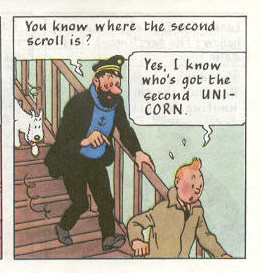 You know where the second
scroll is?
Yes, I know
who's got the
second UNI-
CORN.